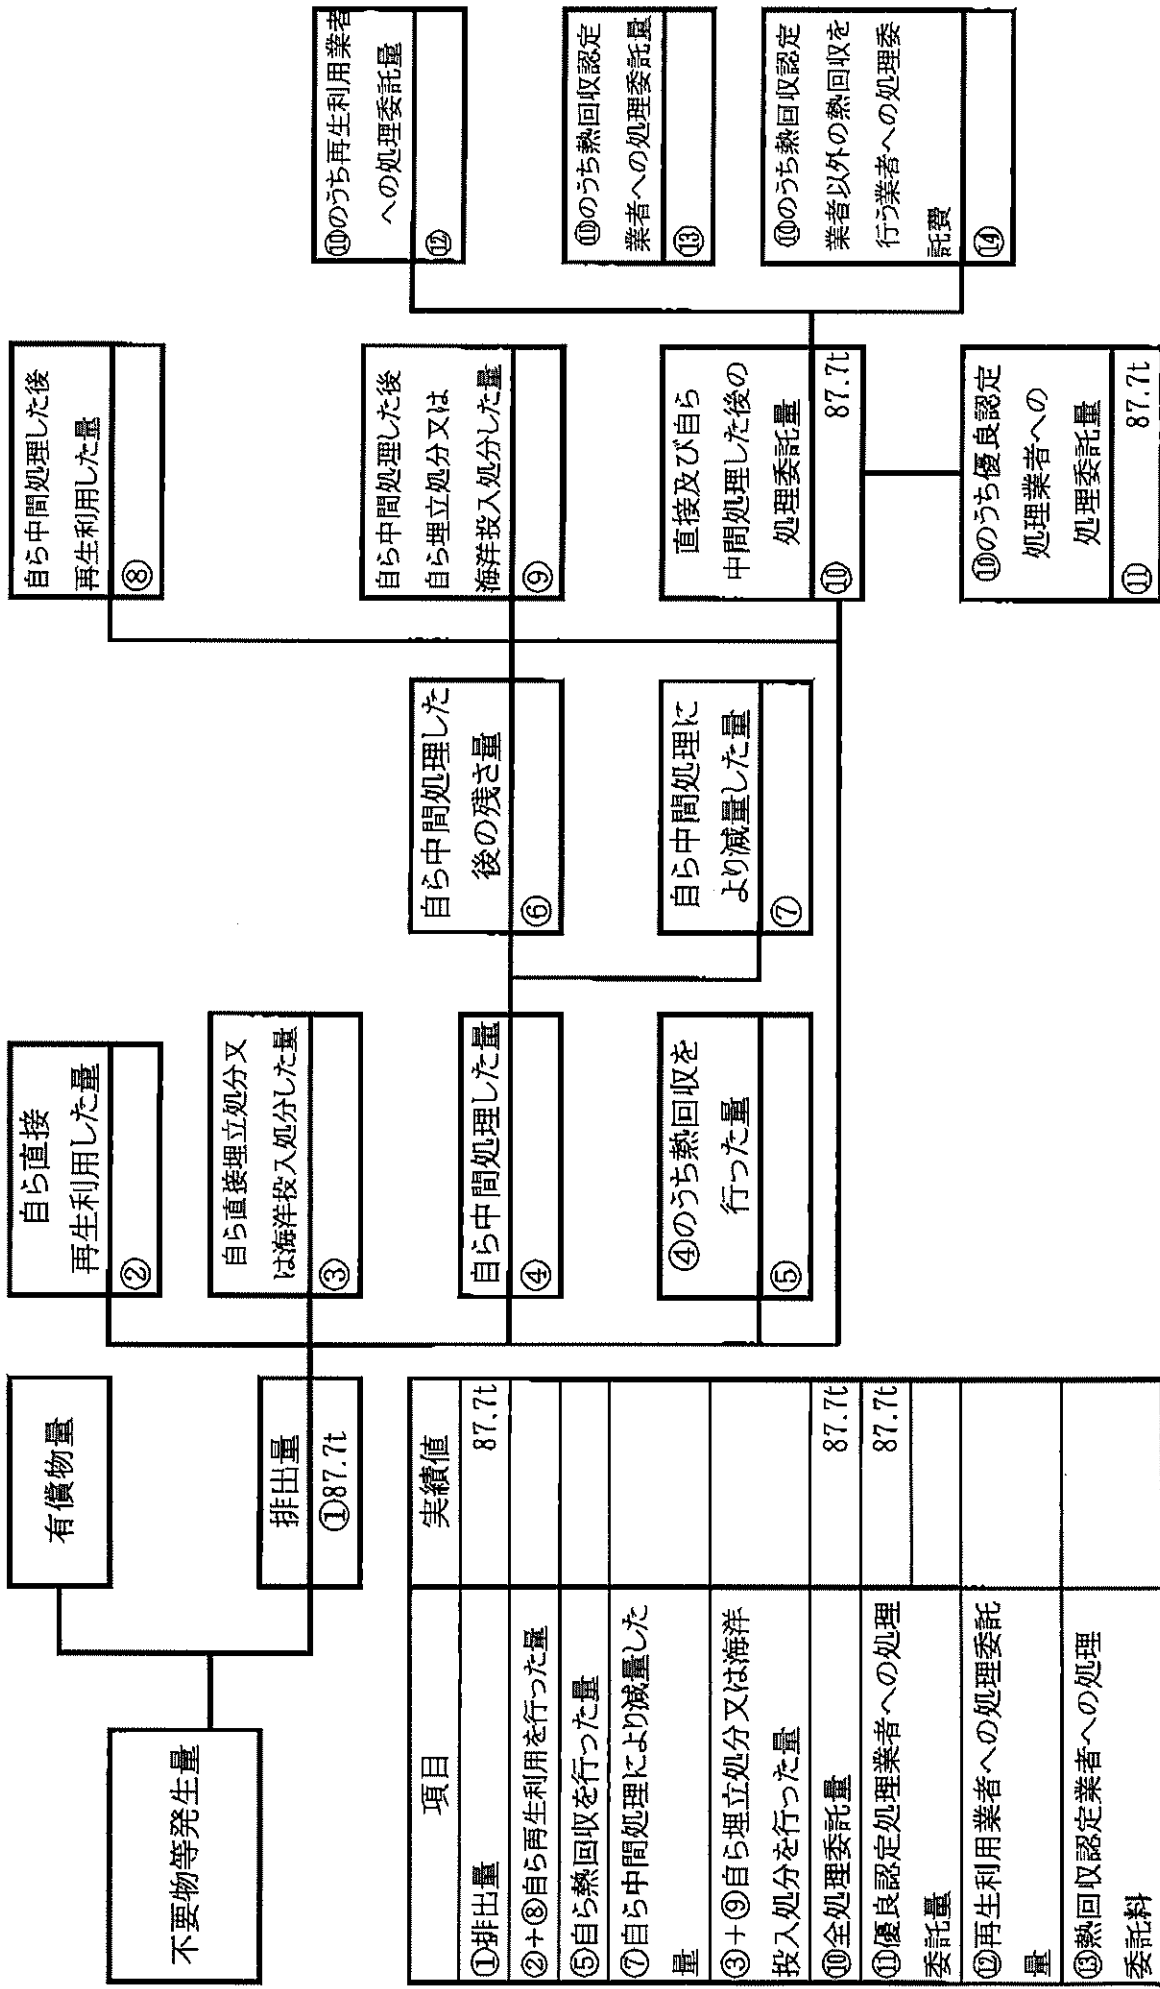 不要物等発生量
有償物量
排出量
①87.7t
自ら直接
再生利用した量
②
自ら直接埋立処分又
は海洋投入処分した量
③
自ら中間処理した量
④
④のうち熱回収を
行った量
⑤
自ら中間処理した
後の残さ量
⑥
自ら中間処理に
より減量した量
⑦
自ら中間処理した後
再生利用した量
⑧
自ら中間処理した後
自ら埋立処分又は
海洋投入処分した量
⑨
直接及び自ら
中間処理した後の
処理委託量
⑩ 87.7t
⑩のうち優良認定
処理業者への
処理委託量
⑪ 87.7t
⑩のうち再生利用業者
への処理委託量
⑫
⑩のうち熱回収認定
業者への処理委託量
⑬
⑩のうち熱回収認定
業者以外の熱回収を
行う業者への処理委
託費
⑭
項目 実績値
①排出量 87.7t
②+⑧自ら再生利用を行った量
⑤自ら熱回収を行った量
⑦自ら中間処理により減量した
量
③+⑨自ら埋立処分又は海洋
投入処分を行った量
⑩全処理委託量 87.7t
⑪優良認定処理業者への処理 87.7t
委託量
⑫再生利用業者への処理委託
量
⑬熱回収認定業者への処理
委託料